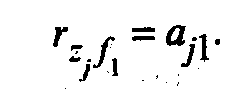 r_{z_j f_1} = a_{j1}.